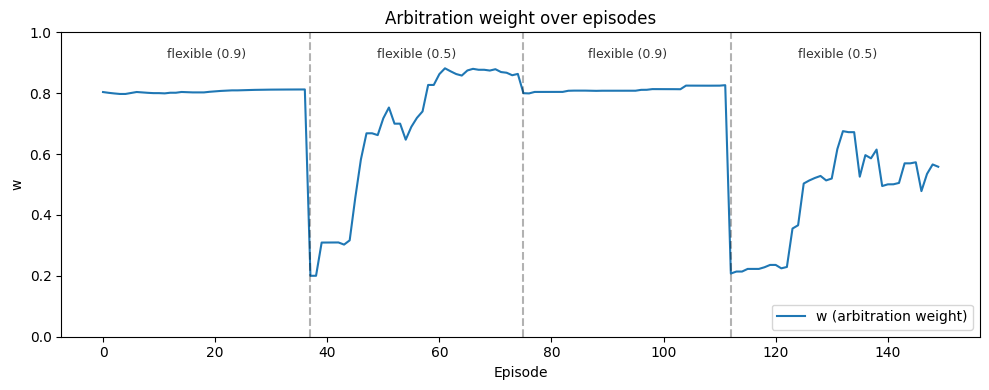 Arbitration weight over episodes
flexible (0.9)
flexible (0.5)
flexible (0.9)
flexible (0.5)
1.0
0.8
0.6
0.4
0.2
0.0
w
w (arbitration weight)
0
20
40
60
80
100
120
140
Episode